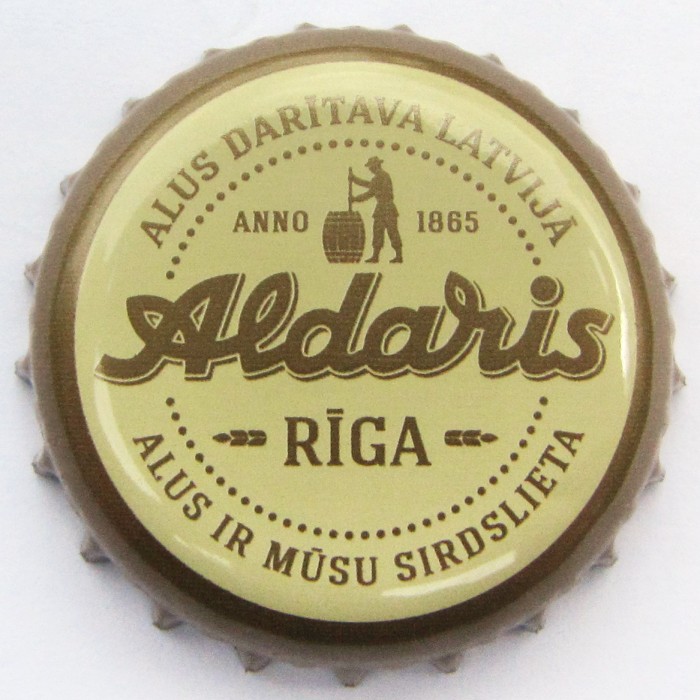 ALUS DARĪTAVA LATVIJĀ
ANNO 1865
Aldaris
RĪGA
ALUS IR MŪSU SIRDSLIETA